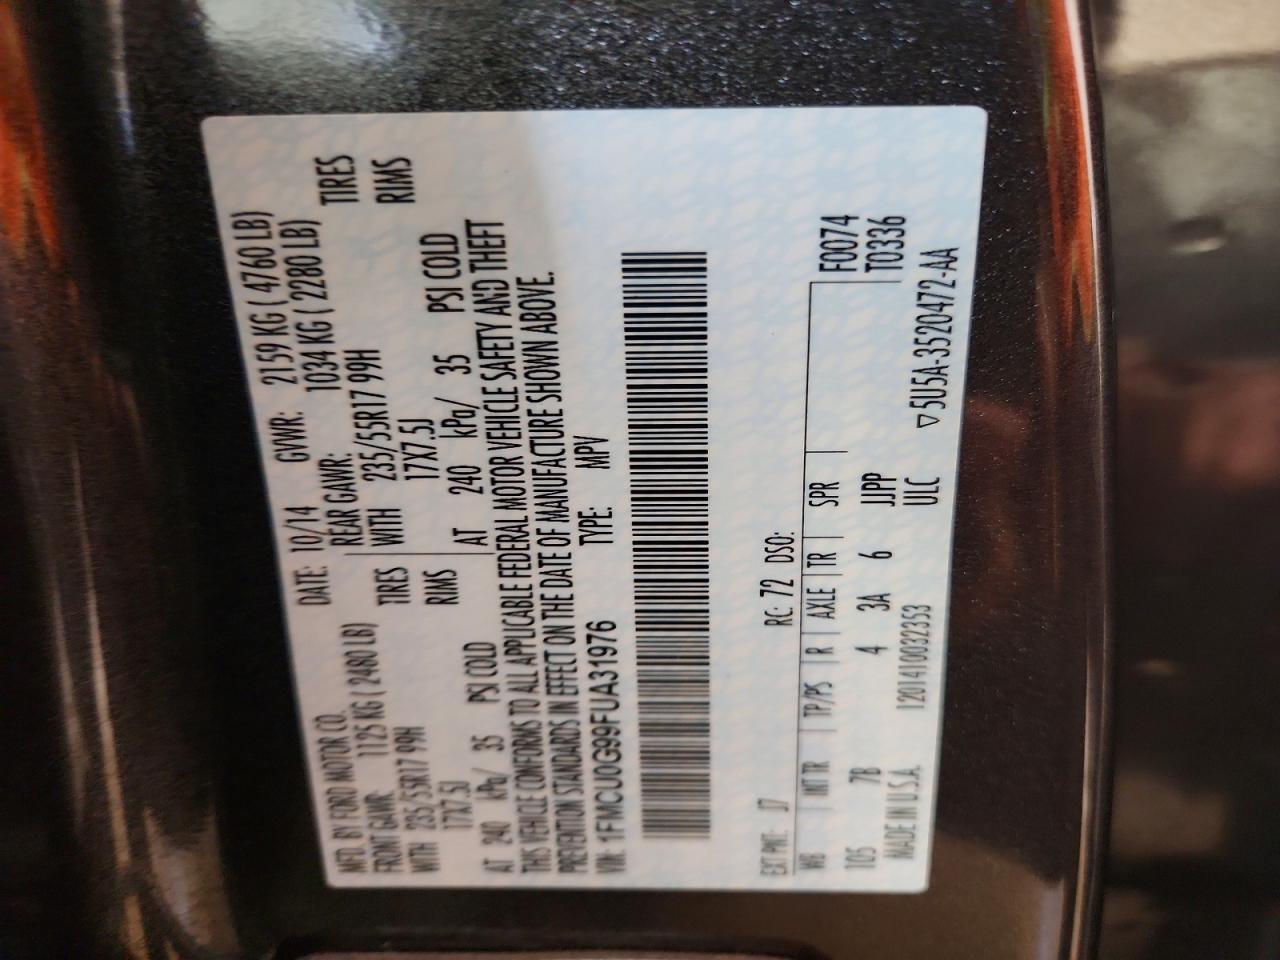 MFD. BY FORD MOTOR CO.
DATE: 10/14 GVWR: 2159 KG ( 4760 LB)
FRONT GAWR: 1125 KG ( 2480 LB) REAR GAWR: 1034 KG ( 2280 LB)
WITH 235/55R17 99H TIRES WITH 235/55R17 99H TIRES
17X7.5J RIMS 17X7.5J RIMS
AT 240 kPa/ 35 PSI COLD AT 240 kPa/ 35 PSI COLD
THIS VEHICLE CONFORMS TO ALL APPLICABLE FEDERAL MOTOR VEHICLE SAFETY AND THEFT
PREVENTION STANDARDS IN EFFECT ON THE DATE OF MANUFACTURE SHOWN ABOVE.
VIN: 1FMCU0G99FUA31976 TYPE: MPV
EXT PNT: J7 RC: 72 DSO:
WB INT TR TP/PS R AXLE TR SPR F0074
105 7B 4 3A 6 JJPP T0336
MADE IN U.S.A. 1201410032353 ULC ▽5U5A-3520472-AA